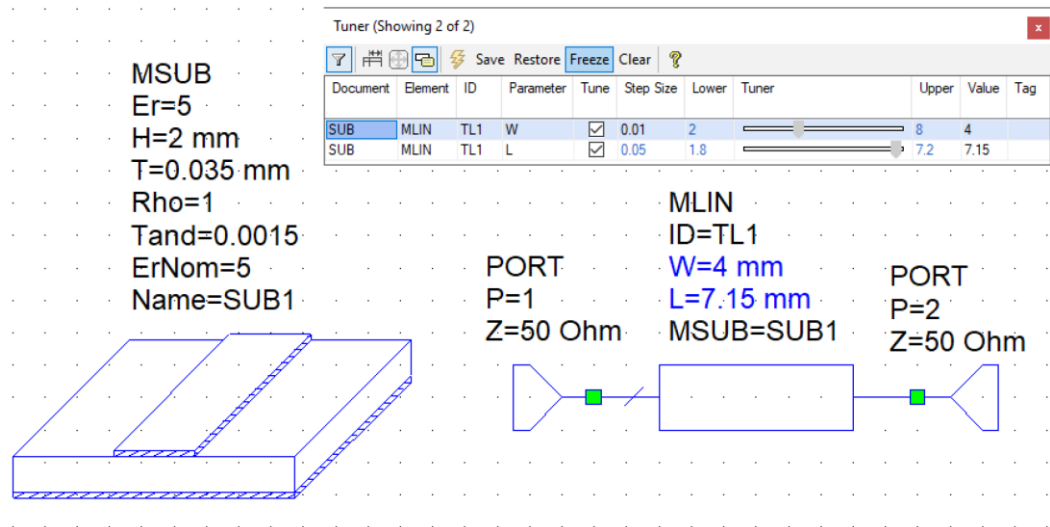 Tuner (Showing 2 of 2)
x
Save Restore Freeze Clear ?
Document Element ID Parameter Tune Step Size Lower Tuner Upper Value Tag
SUB MLIN TL1 W 0.01 2 8 4
SUB MLIN TL1 L 0.05 1.8 7.2 7.15
MSUB
Er=5
H=2 mm
T=0.035 mm
Rho=1
Tand=0.0015
ErNom=5
Name=SUB1
PORT
P=1
Z=50 Ohm
MLIN
ID=TL1
W=4 mm
L=7.15 mm
MSUB=SUB1
PORT
P=2
Z=50 Ohm